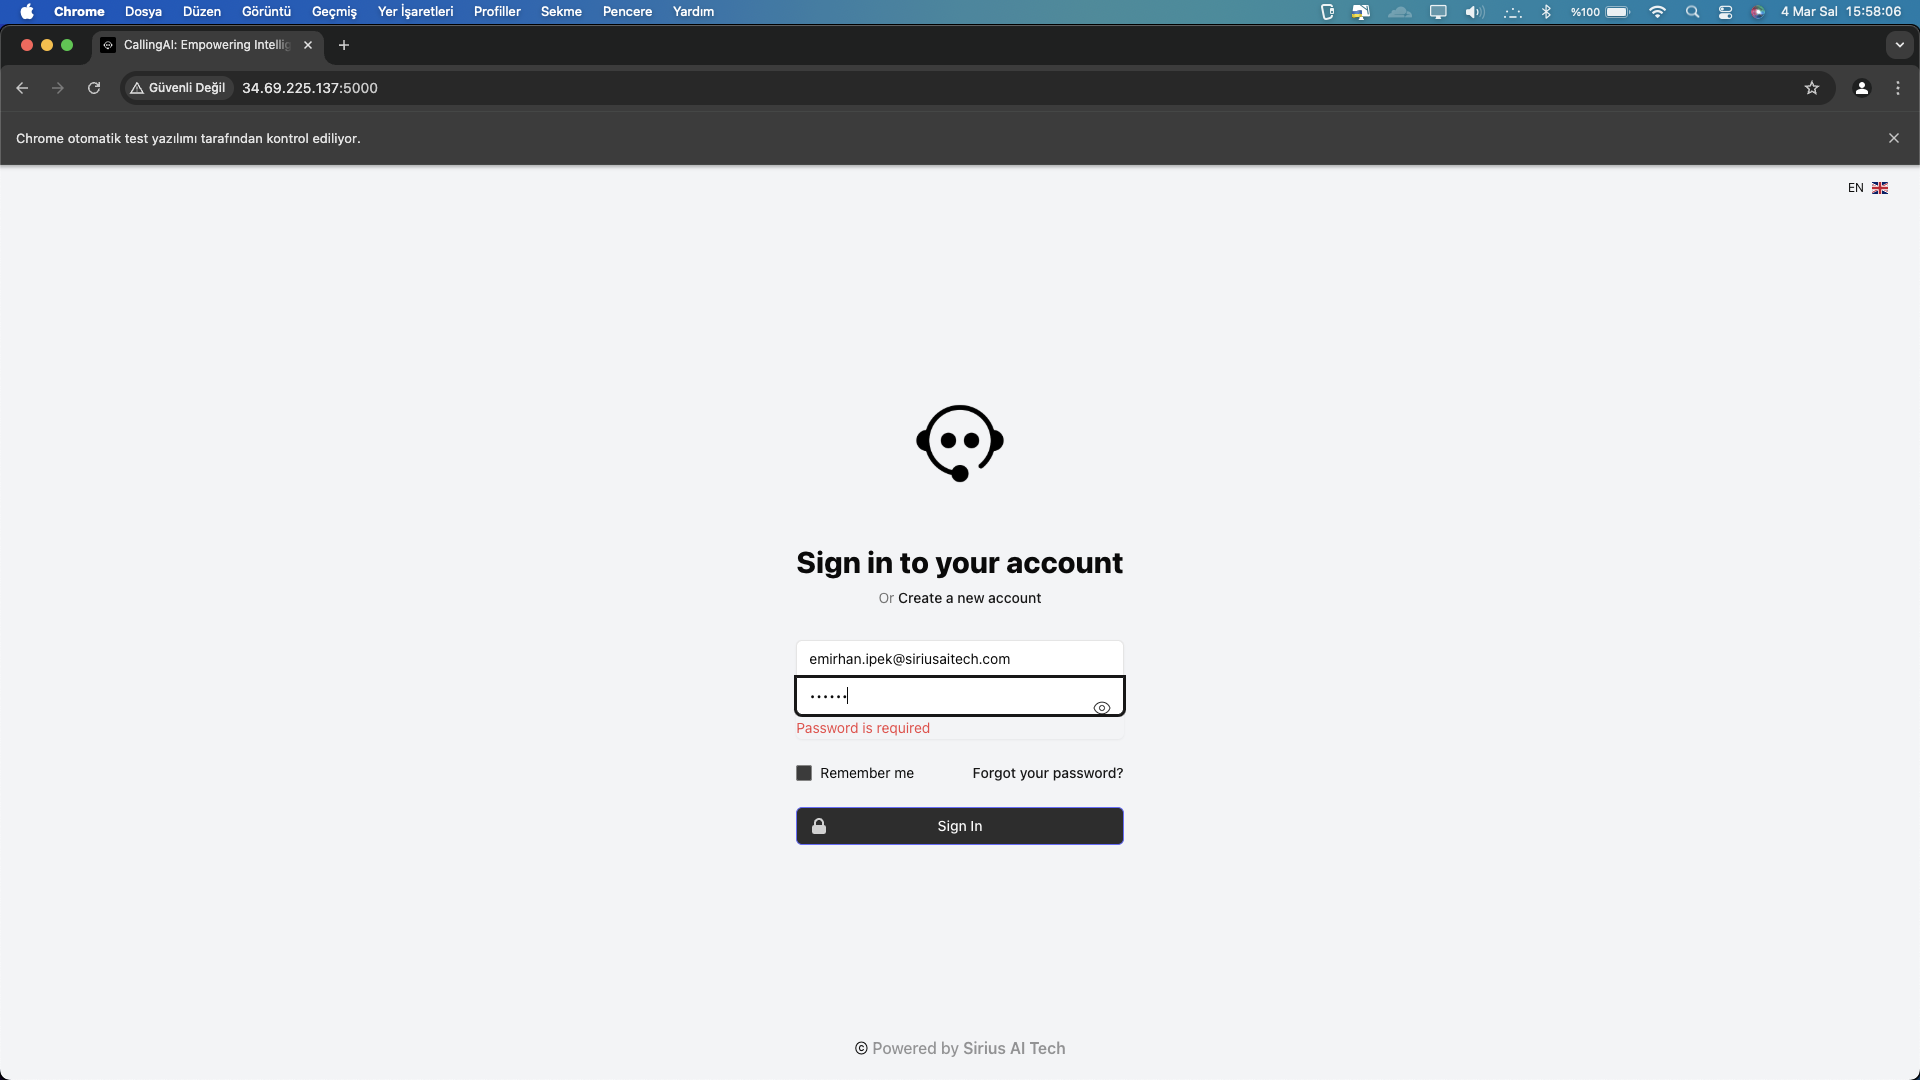 Chrome Dosya Düzen Görüntü Geçmiş Yer İşaretleri Profiller Sekme Pencere Yardım %100 4 Mar Sal 15:58:06
CallingAI: Empowering Intellig
Güvenli Değil 34.69.225.137:5000
Chrome otomatik test yazılımı tarafından kontrol ediliyor.
EN
Sign in to your account
Or Create a new account
emirhan.ipek@siriusaitech.com
••••••
Password is required
Remember me Forgot your password?
Sign In
© Powered by Sirius AI Tech